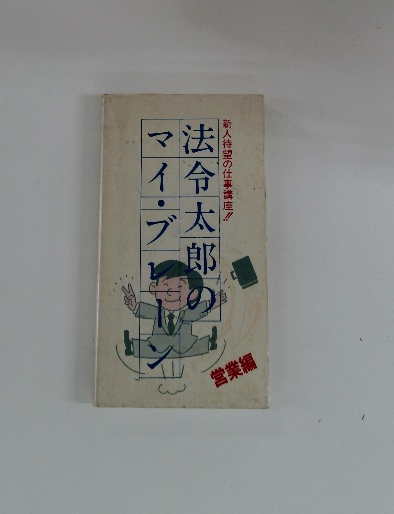 新人待望の仕事講座!!
法令太郎の
マイ・ブレーン
営業編